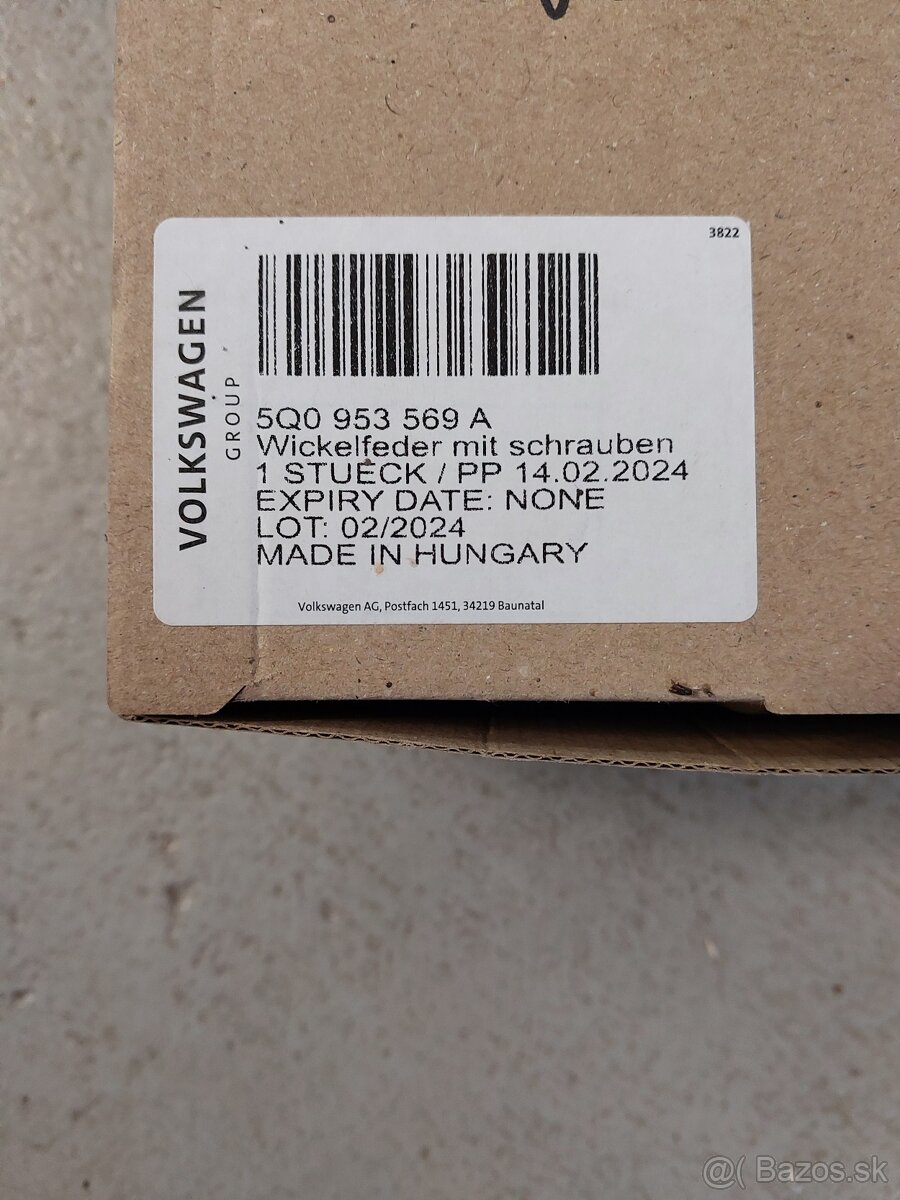 3822
VOLKSWAGEN
GROUP
5Q0 953 569 A
Wickelfeder mit schrauben
1 STUECK / PP 14.02.2024
EXPIRY DATE: NONE
LOT: 02/2024
MADE IN HUNGARY
Volkswagen AG, Postfach 1451, 34219 Baunatal
@( Bazos.sk